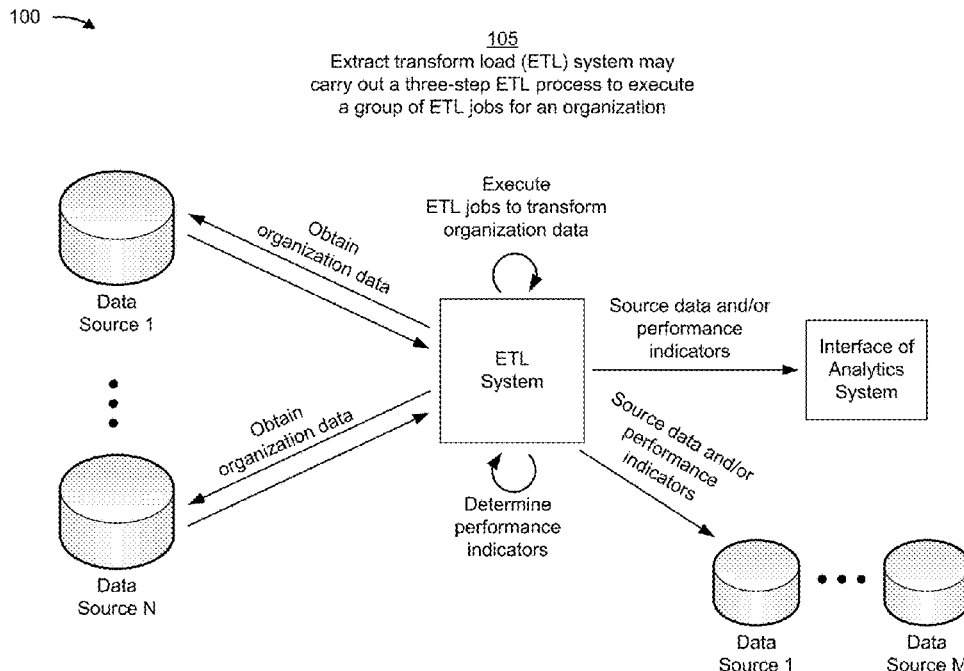 100
105
Extract transform load (ETL) system may
carry out a three-step ETL process to execute
a group of ETL jobs for an organization
Execute
ETL jobs to transform
organization data
Obtain
organization data
Data
Source 1
Source data and/or
performance
indicators
ETL
System
Interface of
Analytics
System
Obtain
organization data
Source data and/or
performance
indicators
Determine
performance
indicators
Data
Source N
Data
Source 1
Data
Source M